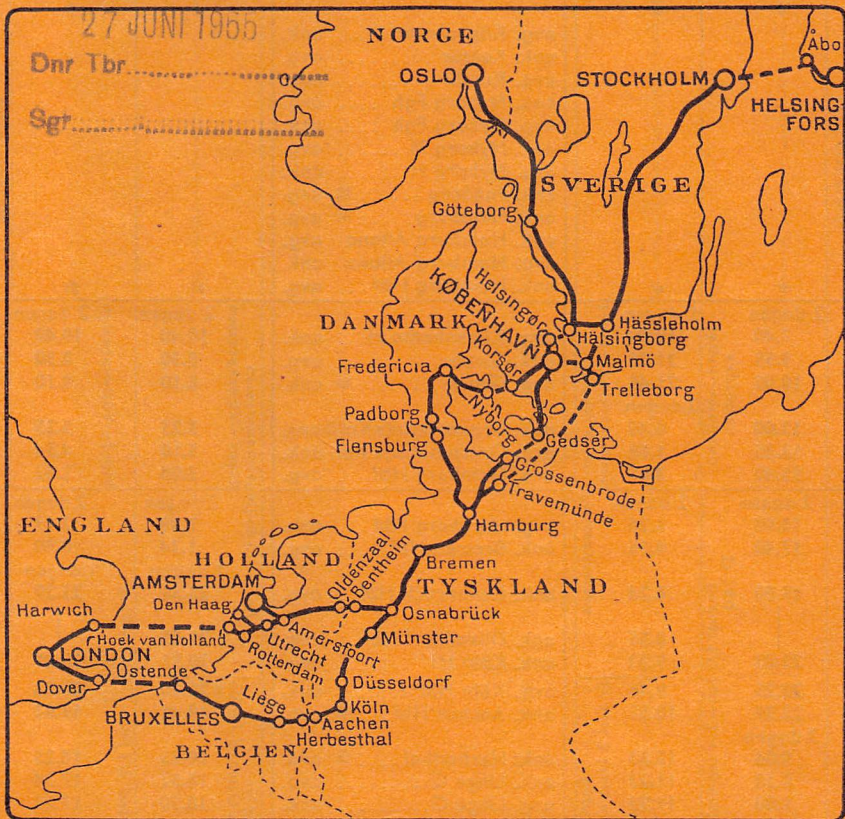 27 JUNI 1955
Dnr Tbr
Sgt
NORGE
OSLO
STOCKHOLM
Åbo
HELSING-
FORS
SVERIGE
Göteborg
Helsingør
KØBENHAVN
DANMARK
Hässleholm
Hälsingborg
Korsør
Malmö
Fredericia
Trelleborg
Nyborg
Padborg
Gedser
Flensburg
Grossenbrode
Travemünde
Hamburg
ENGLAND
HOLLAND
Oldenzaal
Bentheim
Bremen
AMSTERDAM
TYSKLAND
Harwich
Den Haag
Osnabrück
Hoek van Holland
Utrecht
Amersfoort
Münster
LONDON
Rotterdam
Ostende
Dover
Liège
Düsseldorf
BRUXELLES
Köln
Aachen
Herbesthal
BELGIEN